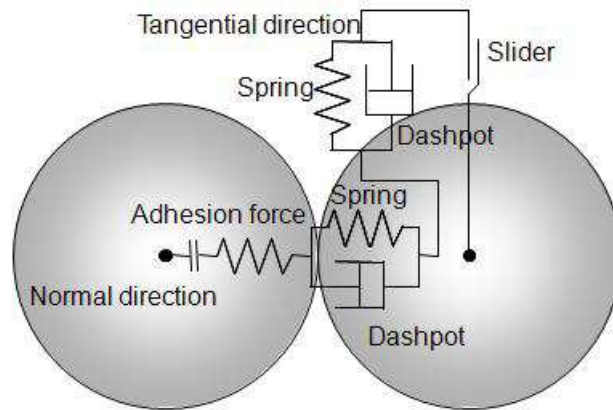 Tangential direction
Slider
Spring
Dashpot
Spring
Adhesion force
Normal direction
Dashpot